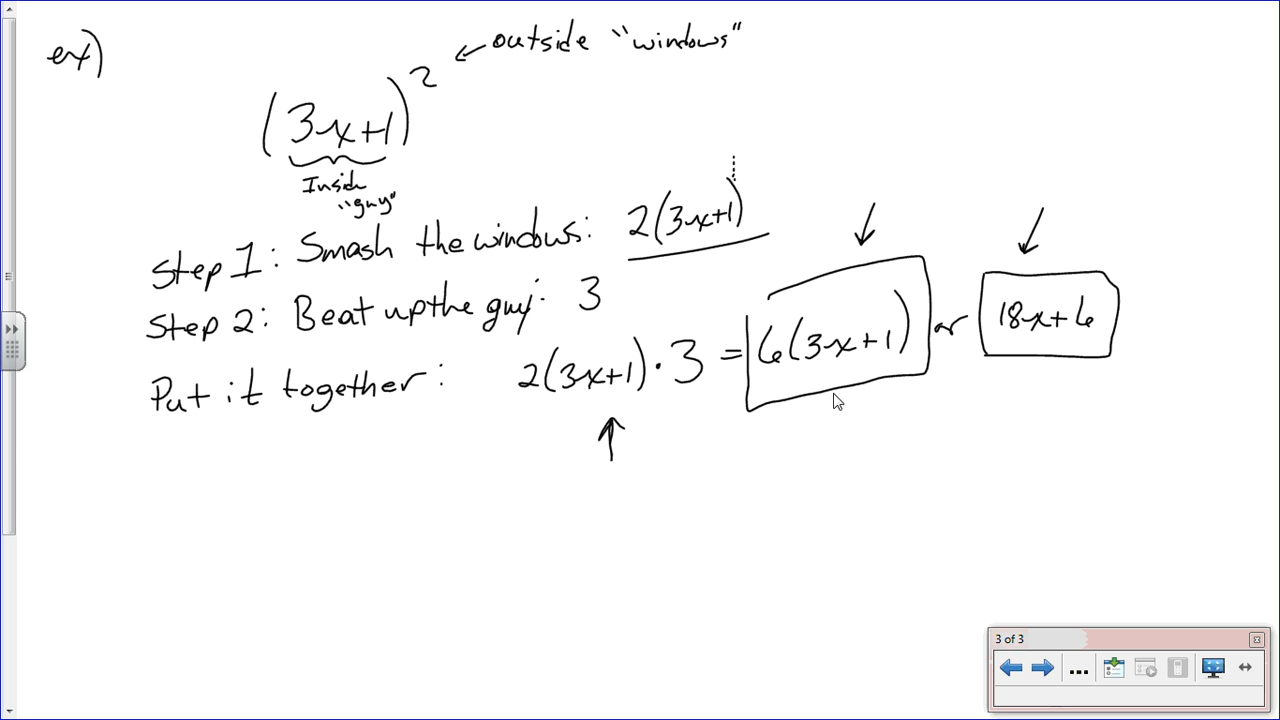 ex)
outside "windows"
(3x+1)²
Inside
"guy"
Step 1: Smash the windows: 2(3x+1)
Step 2: Beat up the guy: 3
Put it together: 2(3x+1)·3 = 6(3x+1) or 18x+6
3 of 3